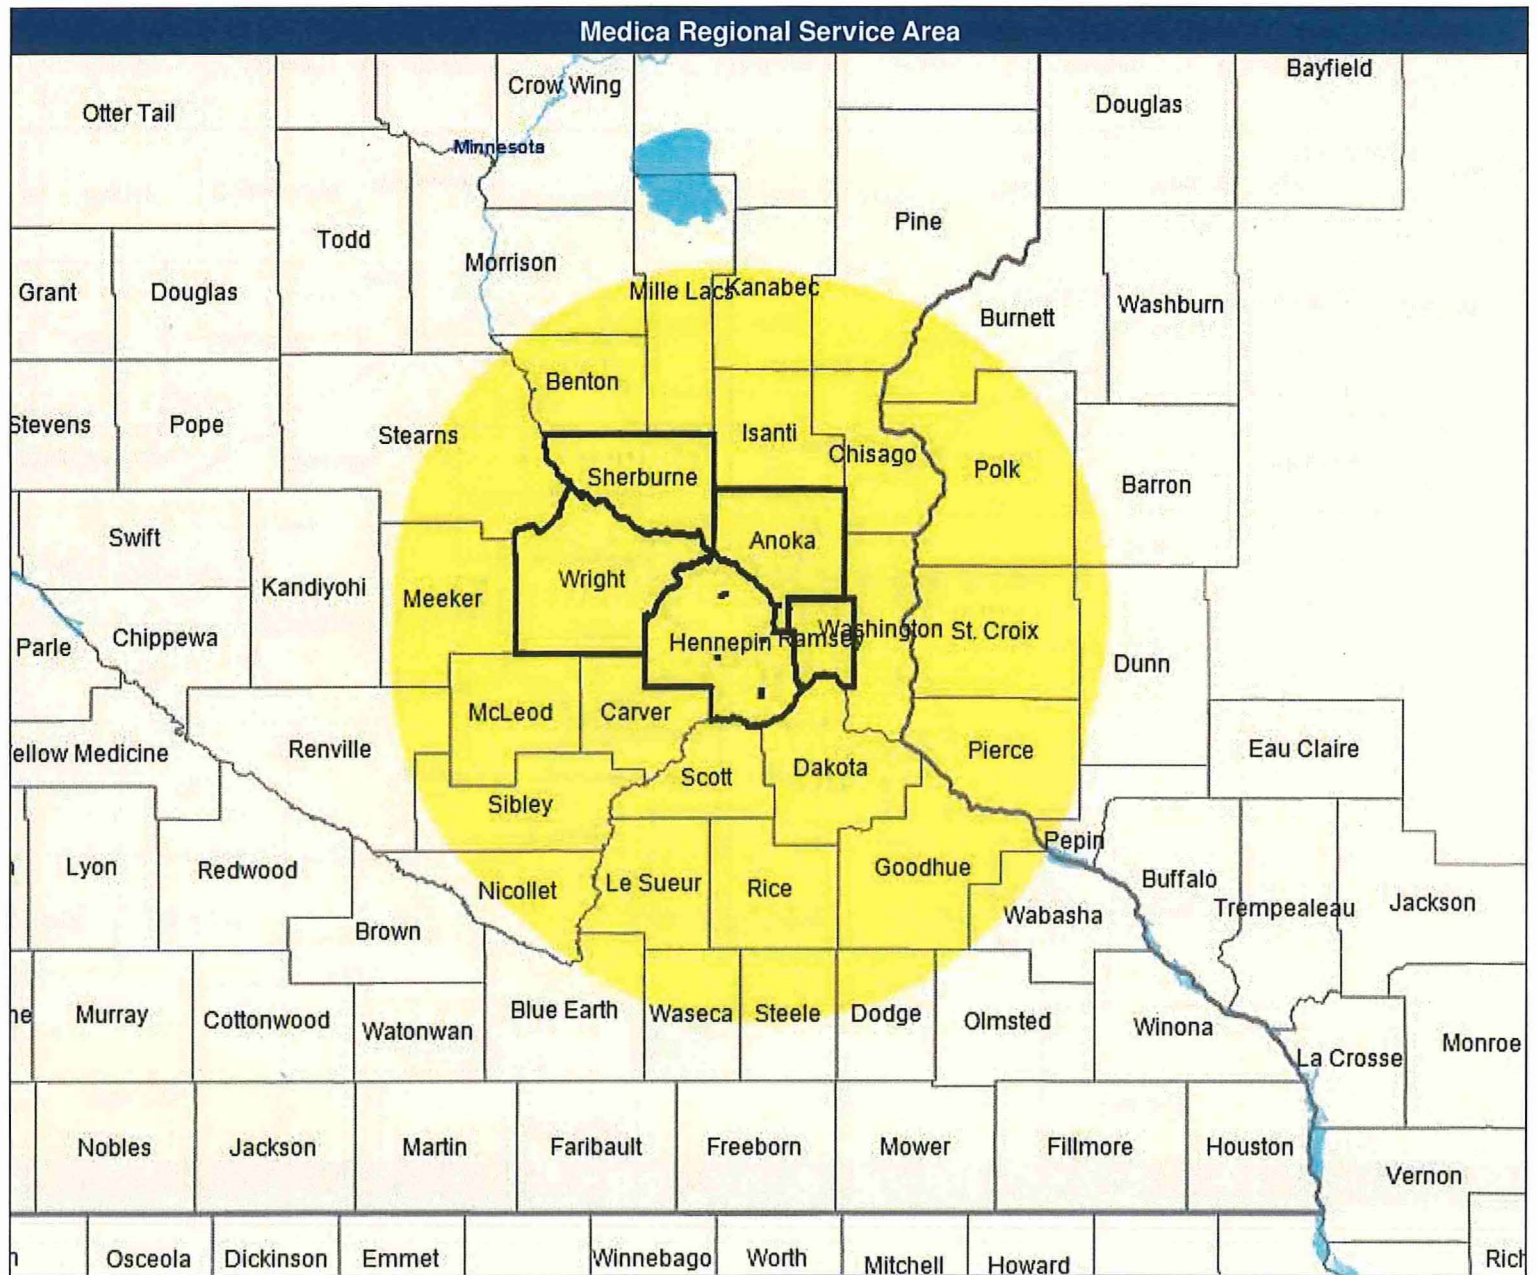 Medica Regional Service Area
Bayfield
Crow Wing
Douglas
Otter Tail
Minnesota
Pine
Todd
Morrison
Grant
Douglas
Mille Lacs
Kanabec
Washburn
Burnett
Benton
Stevens
Pope
Stearns
Isanti
Chisago
Polk
Sherburne
Barron
Swift
Anoka
Wright
Kandiyohi
Meeker
Parle
Chippewa
Hennepin
Ramsey
Washington
St. Croix
Dunn
McLeod
Carver
ellow Medicine
Renville
Scott
Dakota
Pierce
Eau Claire
Sibley
Pepin
Lyon
Redwood
Nicollet
Le Sueur
Rice
Goodhue
Buffalo
Trempealeau
Jackson
Wabasha
Brown
Murray
Cottonwood
Watonwan
Blue Earth
Waseca
Steele
Dodge
Olmsted
Winona
La Crosse
Monroe
Nobles
Jackson
Martin
Faribault
Freeborn
Mower
Fillmore
Houston
Vernon
Osceola
Dickinson
Emmet
Winnebago
Worth
Mitchell
Howard
Rich